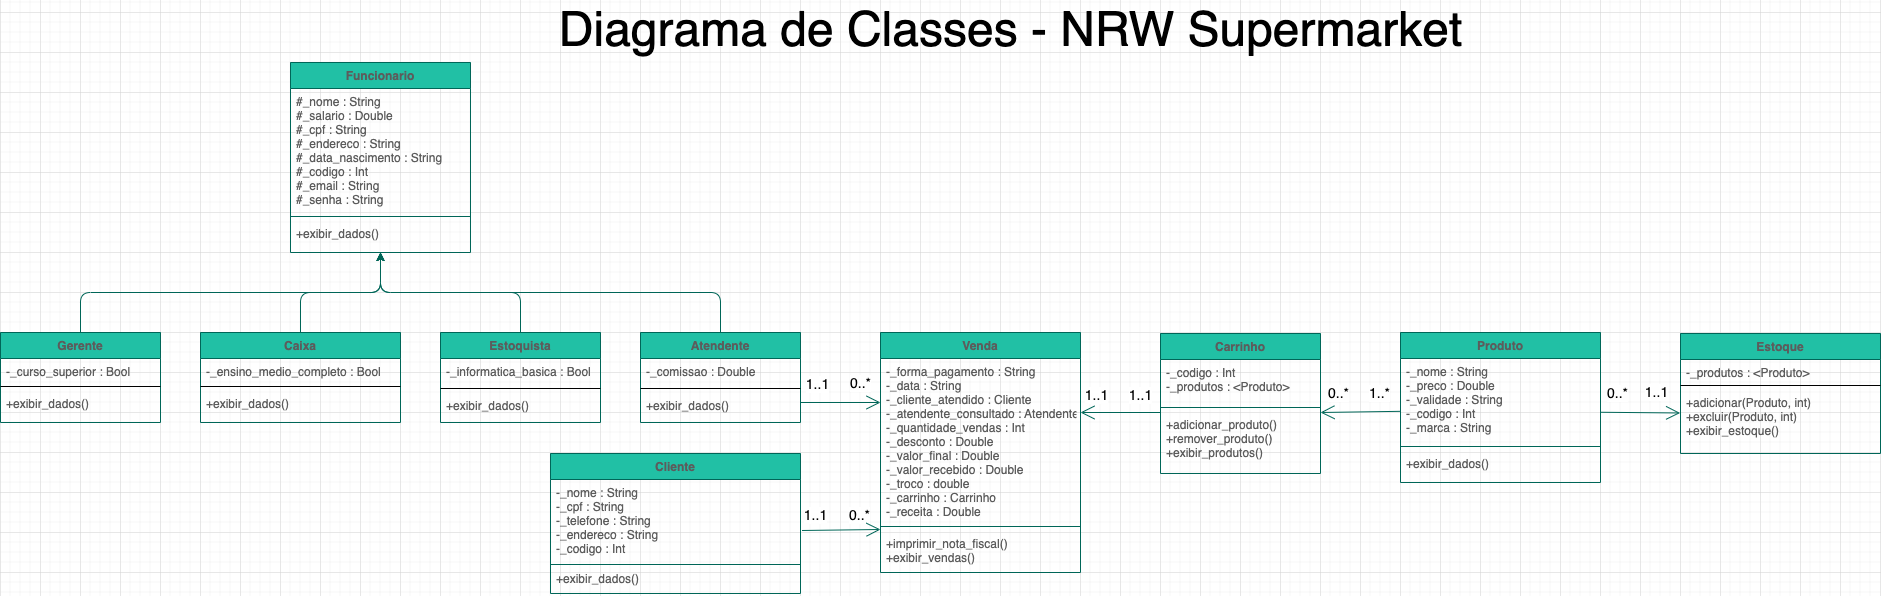 Diagrama de Classes - NRW Supermarket
Funcionario
#_nome : String
#_salario : Double
#_cpf : String
#_endereco : String
#_data_nascimento : String
#_codigo : Int
#_email : String
#_senha : String
+exibir_dados()
Gerente
-_curso_superior : Bool
+exibir_dados()
Caixa
-_ensino_medio_completo : Bool
+exibir_dados()
Estoquista
-_informatica_basica : Bool
+exibir_dados()
Atendente
-_comissao : Double
+exibir_dados()
1..1
0..*
Cliente
-_nome : String
-_cpf : String
-_telefone : String
-_endereco : String
-_codigo : Int
+exibir_dados()
1..1
0..*
Venda
-_forma_pagamento : String
-_data : String
-_cliente_atendido : Cliente
-_atendente_consultado : Atendente
-_quantidade_vendas : Int
-_desconto : Double
-_valor_final : Double
-_valor_recebido : Double
-_troco : double
-_carrinho : Carrinho
-_receita : Double
+imprimir_nota_fiscal()
+exibir_vendas()
1..1
1..1
Carrinho
-_codigo : Int
-_produtos : <Produto>
+adicionar_produto()
+remover_produto()
+exibir_produtos()
0..*
1..*
Produto
-_nome : String
-_preco : Double
-_validade : String
-_codigo : Int
-_marca : String
+exibir_dados()
0..*
1..1
Estoque
-_produtos : <Produto>
+adicionar(Produto, int)
+excluir(Produto, int)
+exibir_estoque()